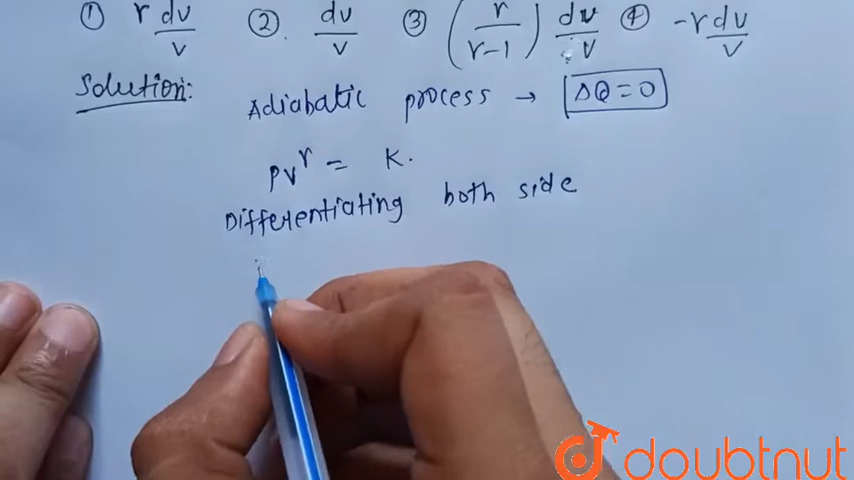 ① r dv/v ② dv/v ③ (r/r-1) dv/v ④ -r dv/v
Solution:
Adiabatic process → ΔQ = 0
PV^r = K.
Differentiating both side
doubtnut